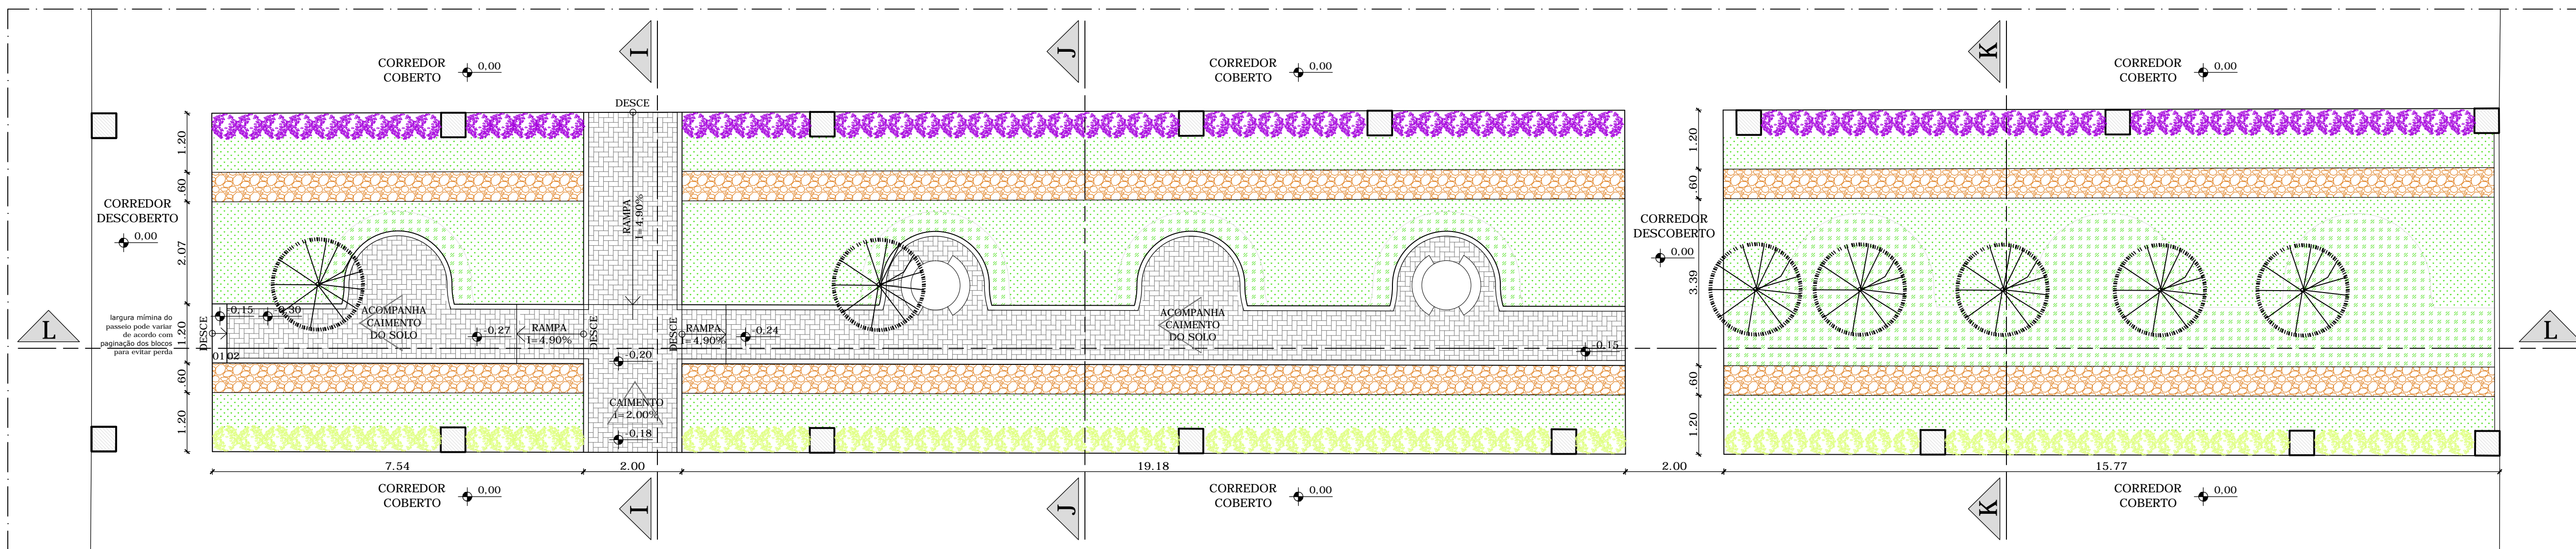 I
J
K
CORRIDOR
COBERTO
0,00
CORREDOR
COBERTO
0,00
CORREDOR
COBERTO
0,00
DESCE
1.20
.60
2.07
1.20
.60
1.20
CORREDOR
DESCOBERTO
0,00
largura mínima do
passeio pode variar
de acordo com
paginação dos blocos
para evitar perda
DESCE
-0,15
-0,30
01
02
ACOMPANHA
CAIMENTO
DO SOLO
-0,27
RAMPA
I=4,90%
DESCE
RAMPA
I=4,90%
-0,20
CAIMENTO
i=2,00%
-0,18
DESCE
RAMPA
I=4,90%
-0,24
ACOMPANHA
CAIMENTO
DO SOLO
-0,15
CORREDOR
DESCOBERTO
0,00
1.20
.60
3.39
.60
1.20
L
L
7.54
2.00
19.18
2.00
15.77
CORREDOR
COBERTO
0,00
CORREDOR
COBERTO
0,00
CORREDOR
COBERTO
0,00
I
J
K